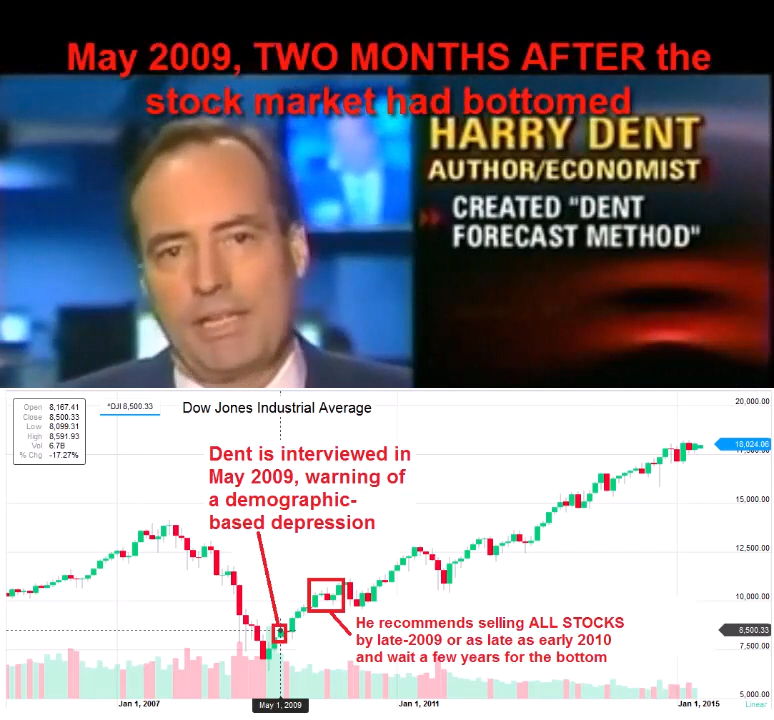 May 2009, TWO MONTHS AFTER the
stock market had bottomed
HARRY DENT
AUTHOR/ECONOMIST
CREATED "DENT
FORECAST METHOD"
Open 8,167.41
Close 8,500.33
Low 8,099.31
High 8,591.93
Vol 6.7B
% Chg -17.27%
^DJI 8,500.33
Dow Jones Industrial Average
20,000.00
18,024.06
15,000.00
12,500.00
10,000.00
8,500.33
7,500.00
5,000.00
Dent is interviewed in
May 2009, warning of
a demographic-
based depression
He recommends selling ALL STOCKS
by late-2009 or as late as early 2010
and wait a few years for the bottom
Jan 1, 2007
May 1, 2009
Jan 1, 2011
Jan 1, 2015
Linear